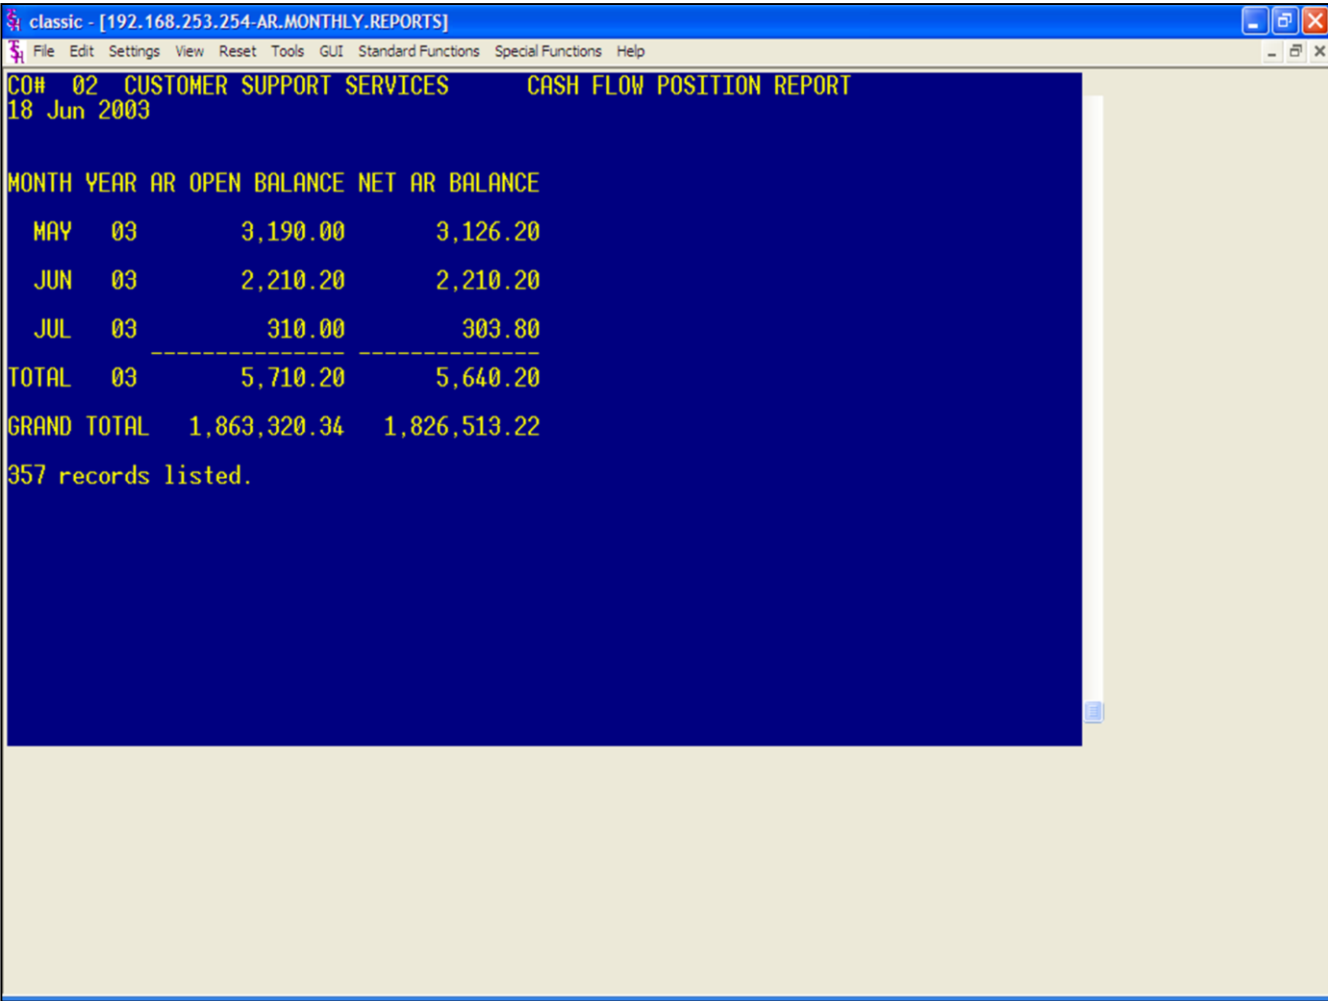 classic - [192.168.253.254-AR.MONTHLY.REPORTS]
File Edit Settings View Reset Tools GUI Standard Functions Special Functions Help
CO# 02 CUSTOMER SUPPORT SERVICES CASH FLOW POSITION REPORT
18 Jun 2003
MONTH YEAR AR OPEN BALANCE NET AR BALANCE
MAY 03 3,190.00 3,126.20
JUN 03 2,210.20 2,210.20
JUL 03 310.00 303.80
--------------- --------------
TOTAL 03 5,710.20 5,640.20
GRAND TOTAL 1,863,320.34 1,826,513.22
357 records listed.